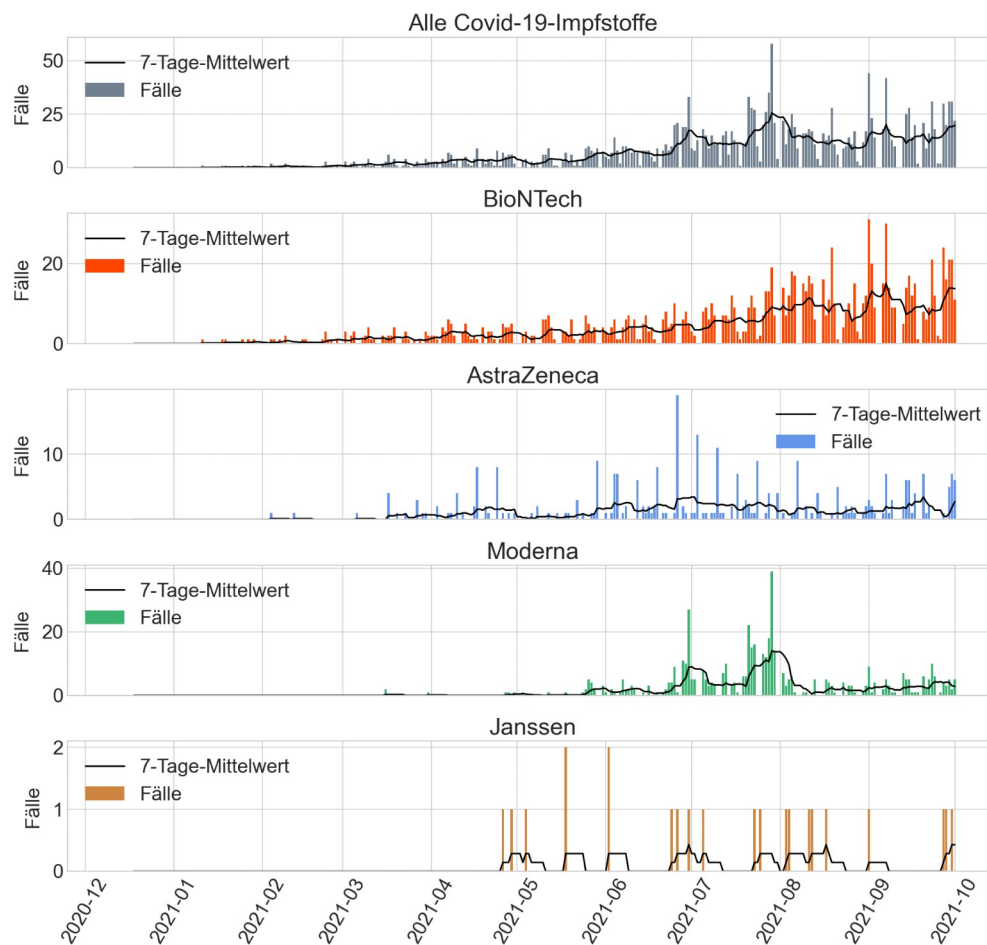 Alle Covid-19-Impfstoffe
50
7-Tage-Mittelwert
Fälle
Fälle
25
0
BioNTech
7-Tage-Mittelwert
20
Fälle
Fälle
0
AstraZeneca
7-Tage-Mittelwert
Fälle
10
Fälle
0
Moderna
40
7-Tage-Mittelwert
Fälle
20
Fälle
0
Janssen
2
7-Tage-Mittelwert
Fälle
1
Fälle
0
2020-12
2021-01
2021-02
2021-03
2021-04
2021-05
2021-06
2021-07
2021-08
2021-09
2021-10